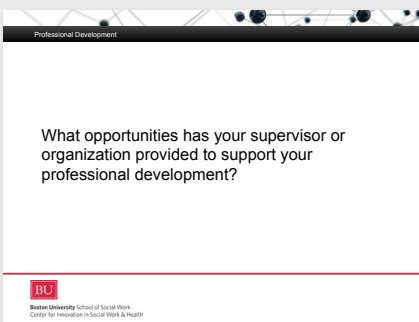 Professional Development
What opportunities has your supervisor or
organization provided to support your
professional development?
BU
Boston University School of Social Work
Center for Innovation in Social Work & Health